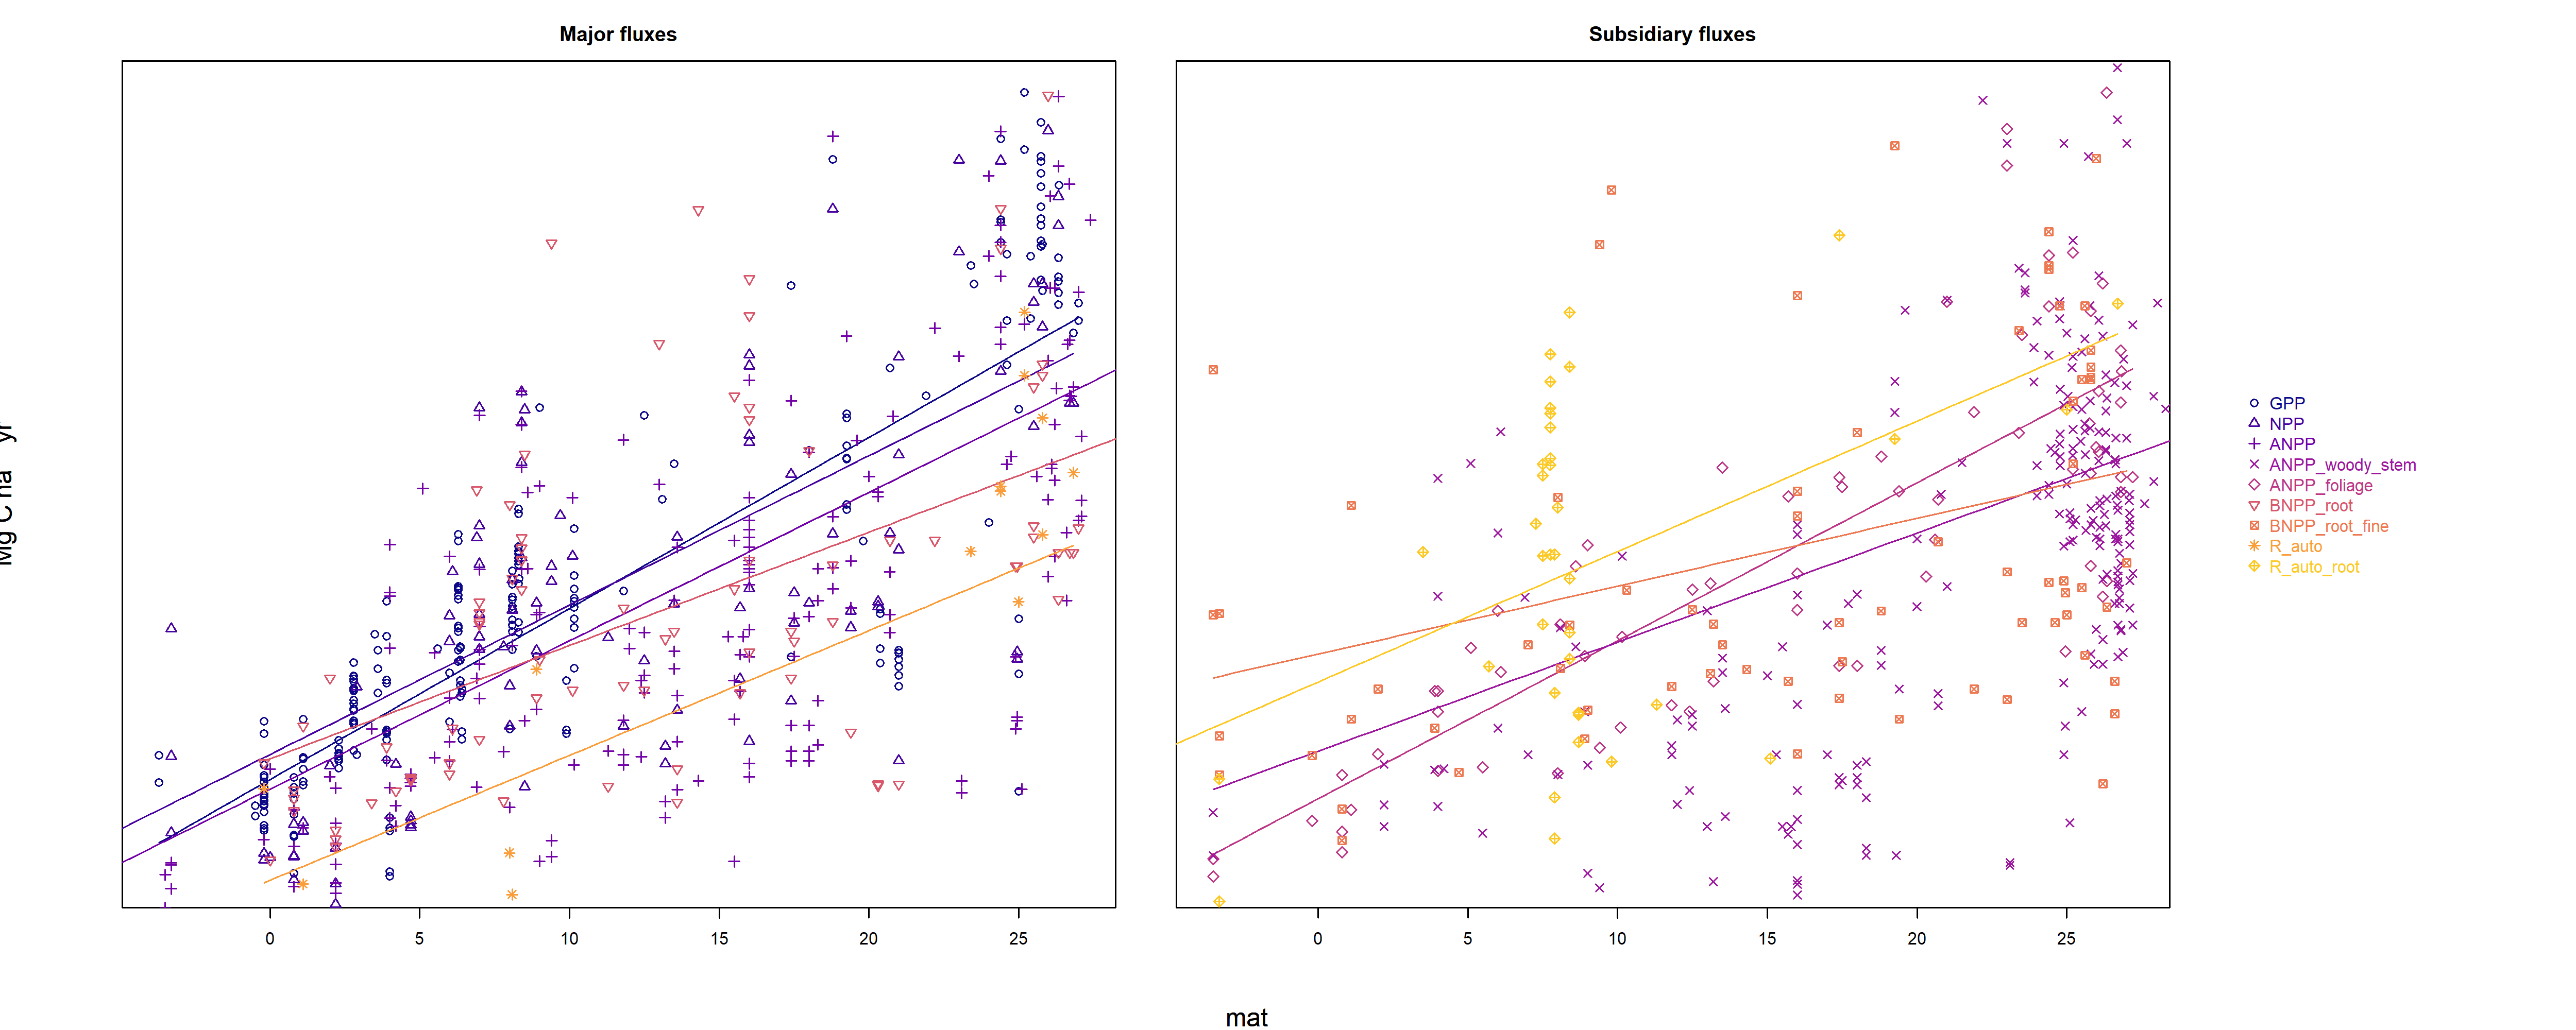 Major fluxes
Subsidiary fluxes
0 5 10 15 20 25
0 5 10 15 20 25
mat
GPP
NPP
ANPP
ANPP_woody_stem
ANPP_foliage
BNPP_root
BNPP_root_fine
R_auto
R_auto_root